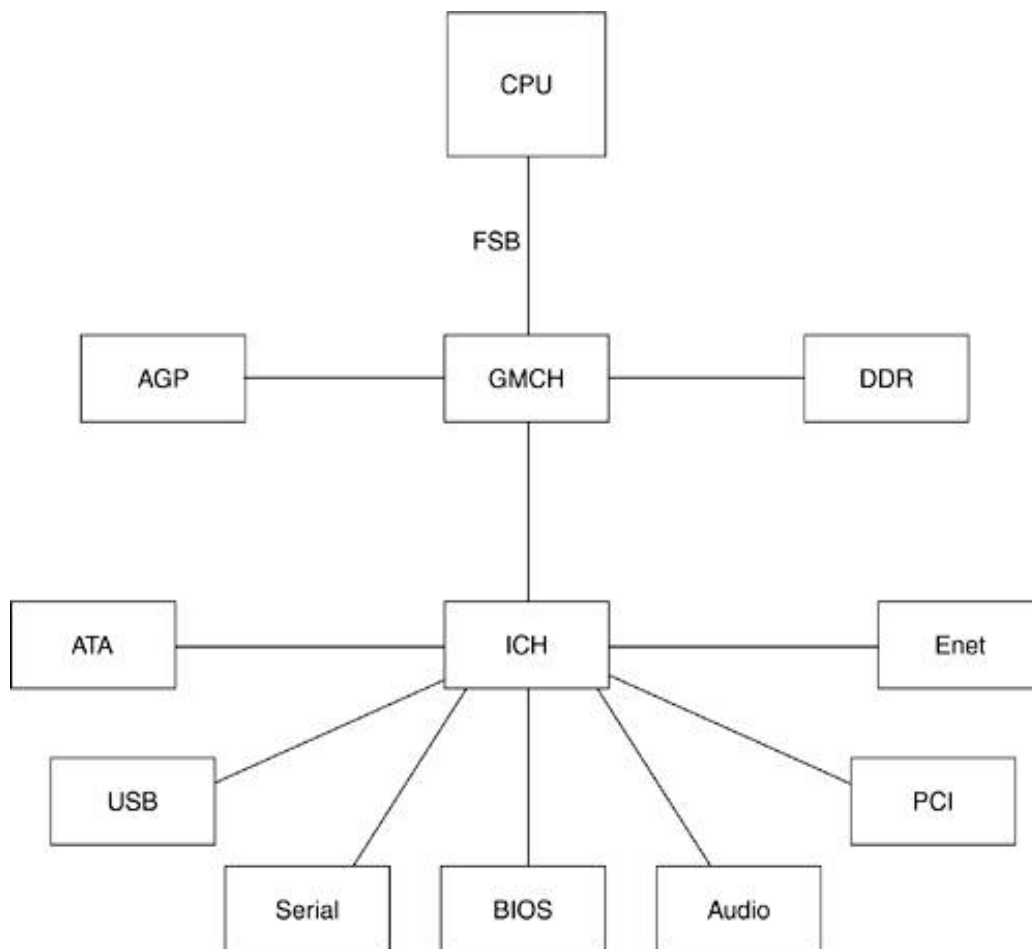 CPU
FSB
AGP
GMCH
DDR
ATA
ICH
Enet
USB
PCI
Serial
BIOS
Audio